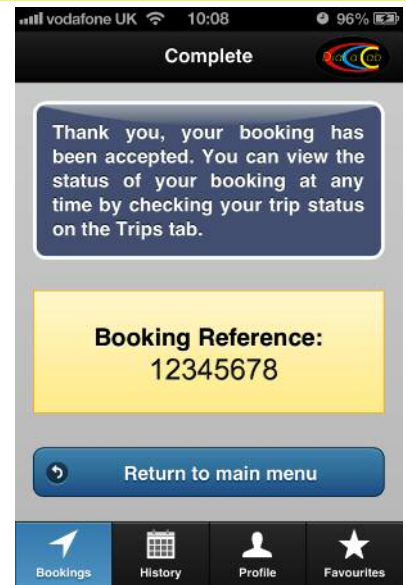 vodafone UK 10:08 96%
Complete
Dial a Cab
Thank you, your booking has
been accepted. You can view the
status of your booking at any
time by checking your trip status
on the Trips tab.
Booking Reference:
12345678
Return to main menu
Bookings History Profile Favourites